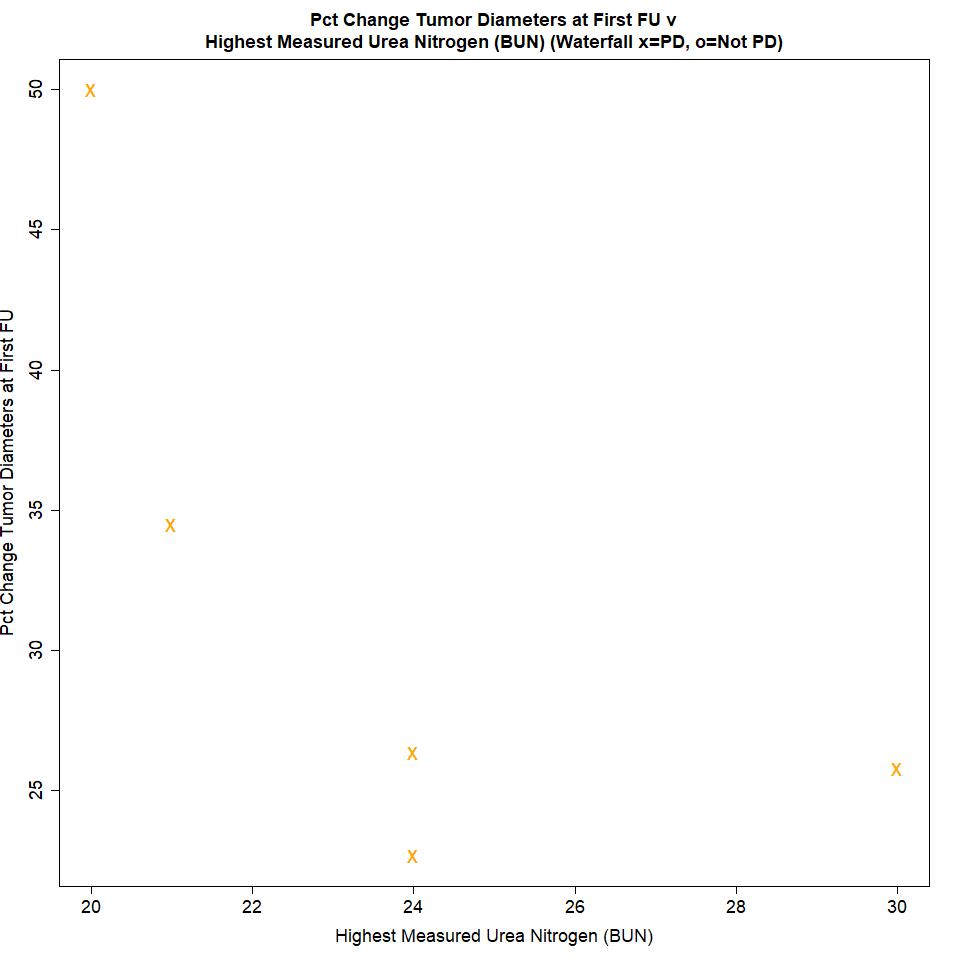 Pct Change Tumor Diameters at First FU v
Highest Measured Urea Nitrogen (BUN) (Waterfall x=PD, o=Not PD)
Pct Change Tumor Diameters at First FU
50
45
40
35
30
25
X
X
X
X
X
20 22 24 26 28 30
Highest Measured Urea Nitrogen (BUN)